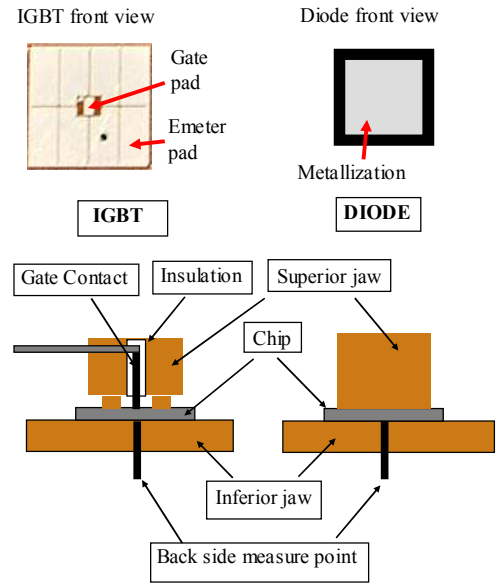 IGBT front view
Diode front view
Gate
pad
Emeter
pad
Metallization
IGBT
DIODE
Gate Contact
Insulation
Superior jaw
Chip
Inferior jaw
Back side measure point